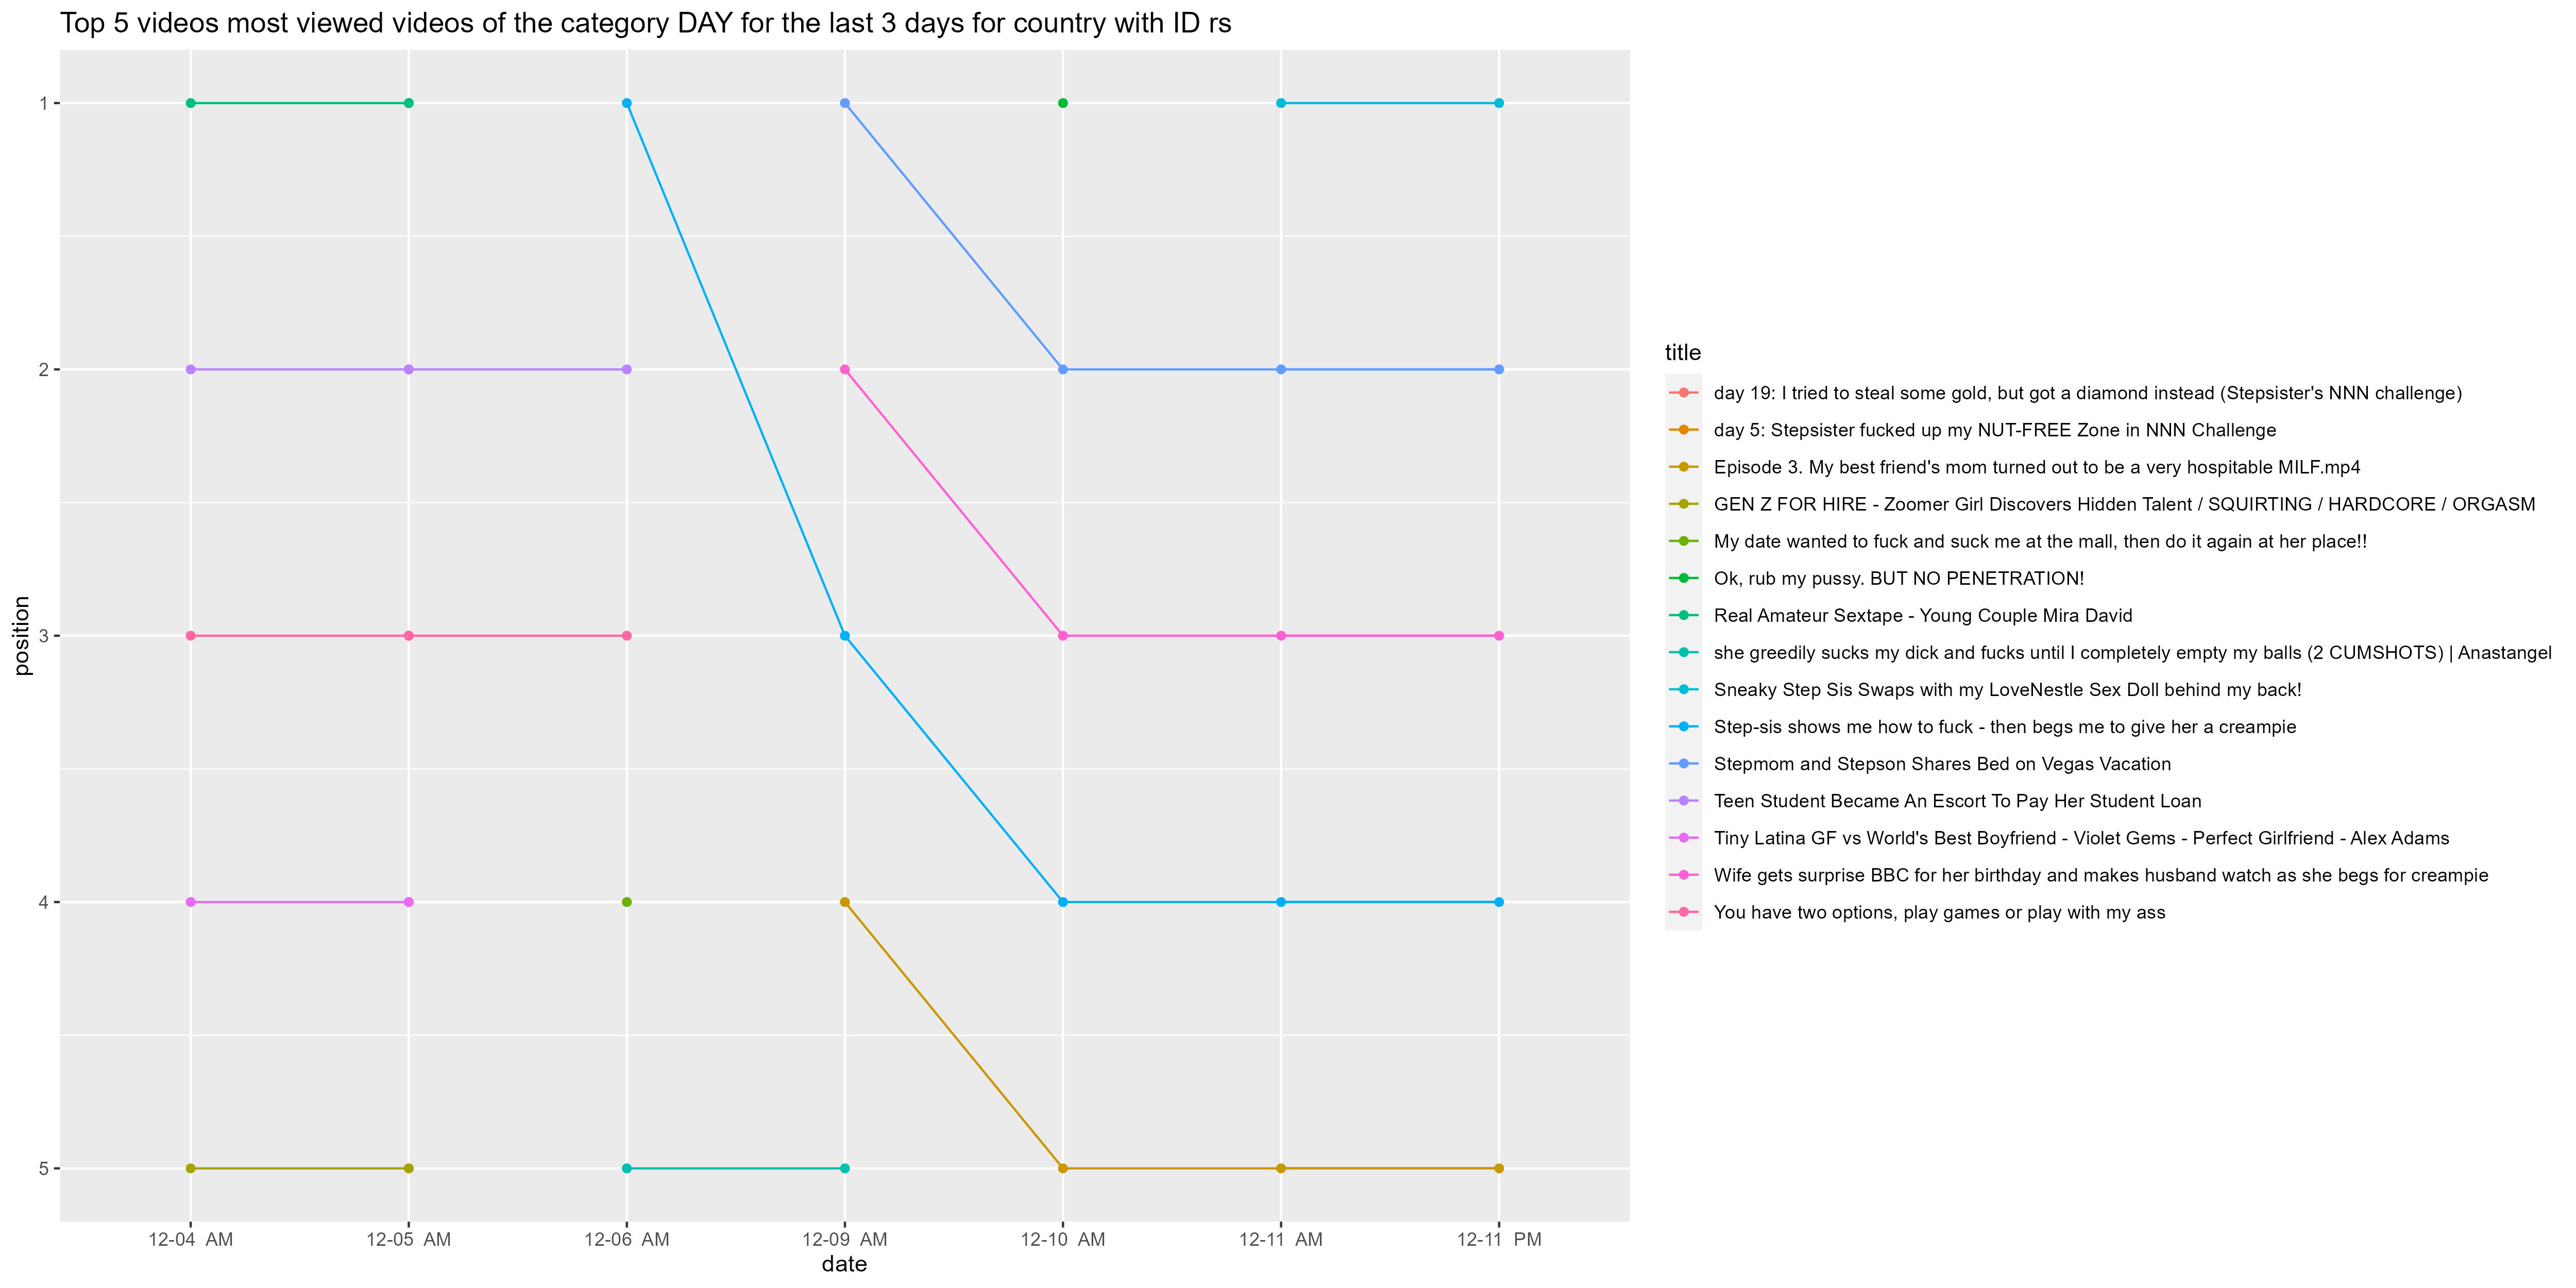 Top 5 videos most viewed videos of the category DAY for the last 3 days for country with ID rs
position
1
2
3
4
5
12-04 AM
12-05 AM
12-06 AM
12-09 AM
12-10 AM
12-11 AM
12-11 PM
date
title
day 19: I tried to steal some gold, but got a diamond instead (Stepsister's NNN challenge)
day 5: Stepsister fucked up my NUT-FREE Zone in NNN Challenge
Episode 3. My best friend's mom turned out to be a very hospitable MILF.mp4
GEN Z FOR HIRE - Zoomer Girl Discovers Hidden Talent / SQUIRTING / HARDCORE / ORGASM
My date wanted to fuck and suck me at the mall, then do it again at her place!!
Ok, rub my pussy. BUT NO PENETRATION!
Real Amateur Sextape - Young Couple Mira David
she greedily sucks my dick and fucks until I completely empty my balls (2 CUMSHOTS) | Anastangel
Sneaky Step Sis Swaps with my LoveNestle Sex Doll behind my back!
Step-sis shows me how to fuck - then begs me to give her a creampie
Stepmom and Stepson Shares Bed on Vegas Vacation
Teen Student Became An Escort To Pay Her Student Loan
Tiny Latina GF vs World's Best Boyfriend - Violet Gems - Perfect Girlfriend - Alex Adams
Wife gets surprise BBC for her birthday and makes husband watch as she begs for creampie
You have two options, play games or play with my ass